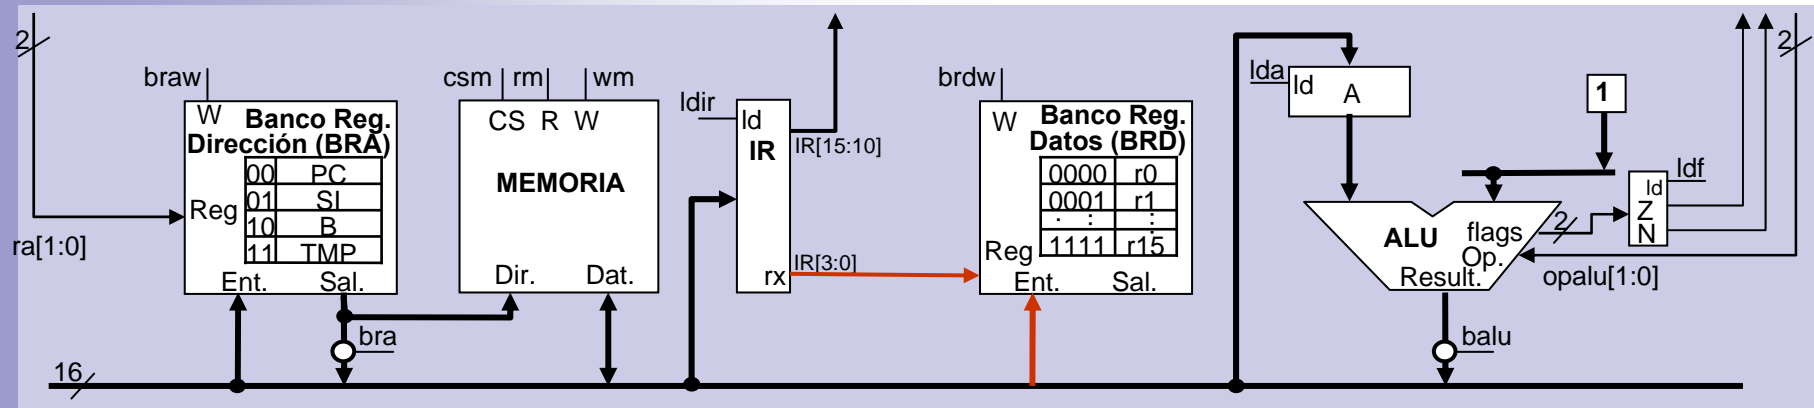 2
ra[1:0]
braw
W
Banco Reg.
Dirección (BRA)
00 PC
01 SI
10 B
11 TMP
Reg
Ent.
Sal.
bra
16
csm
rm
wm
CS R W
MEMORIA
Dir.
Dat.
ldir
ld
IR
rx
IR[15:10]
IR[3:0]
brdw
W
Banco Reg.
Datos (BRD)
0000 r0
0001 r1
: : :
1111 r15
Reg
Ent.
Sal.
lda
ld
A
1
ALU
flags
Op.
Result.
2
ldf
ld
Z
N
2
opalu[1:0]
balu